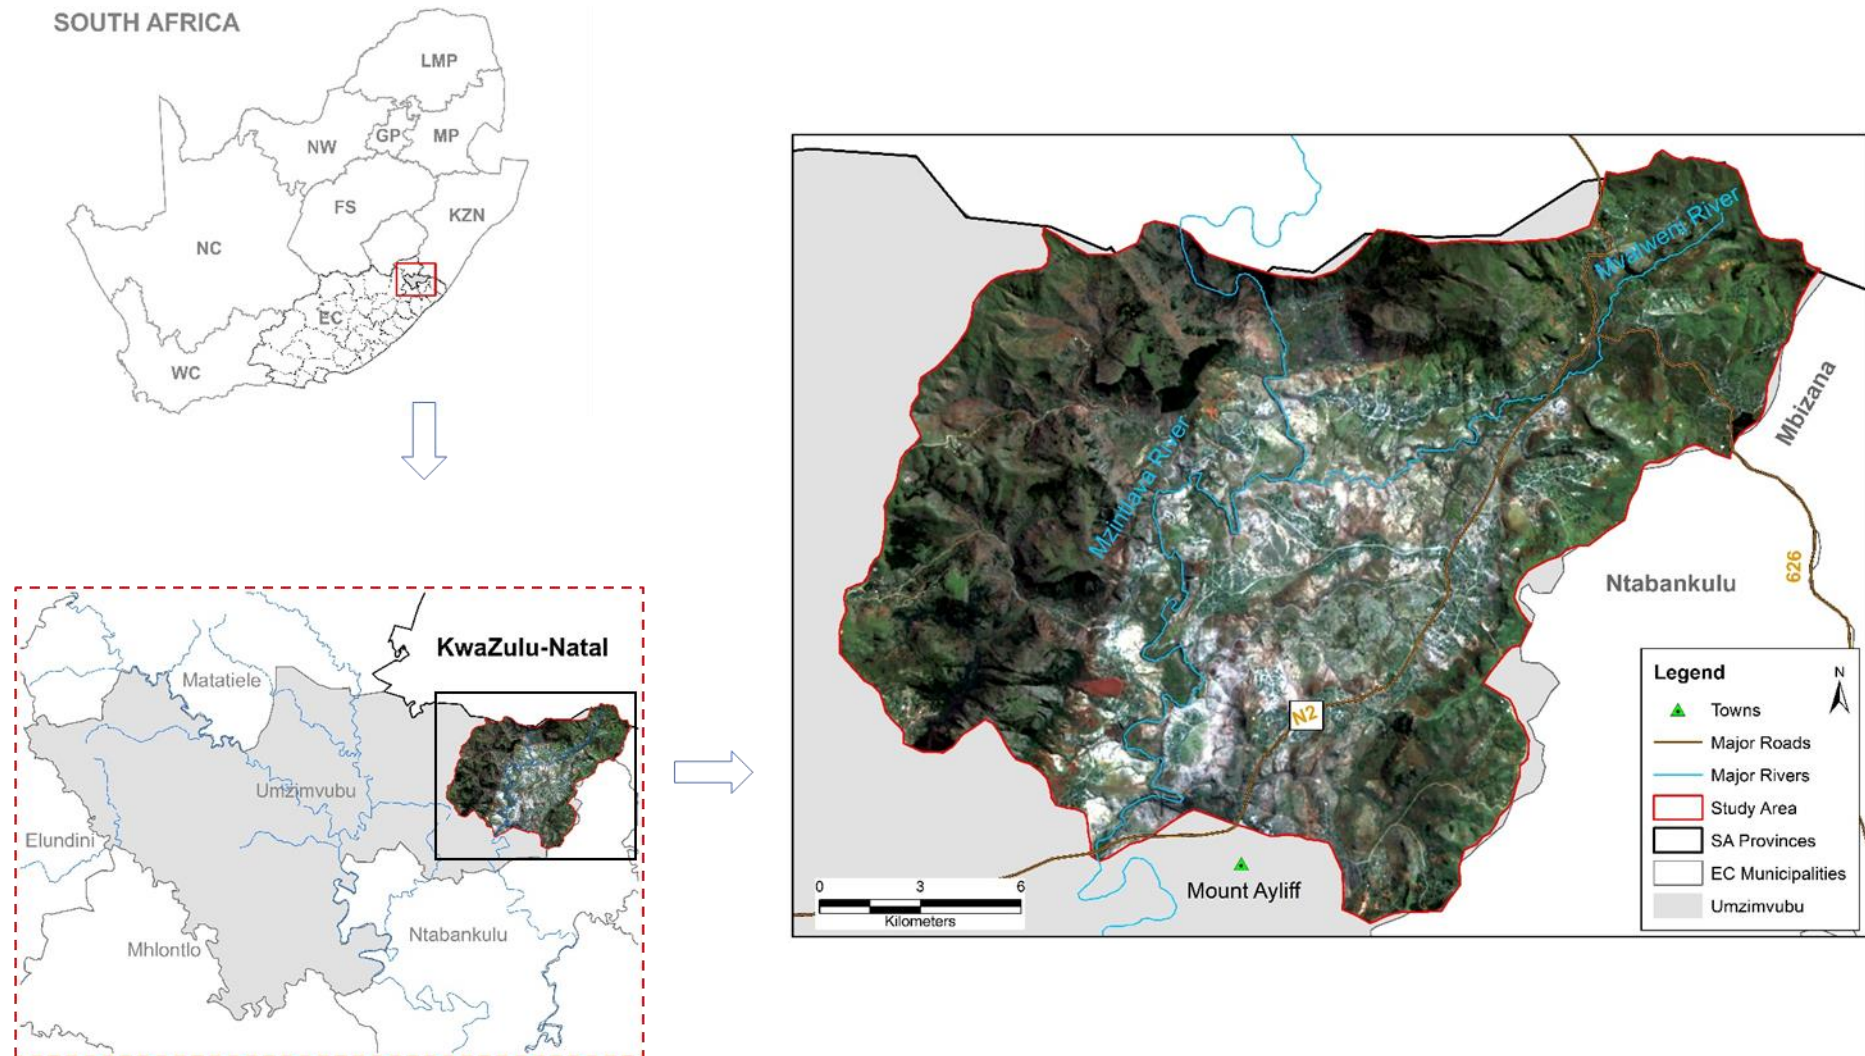 SOUTH AFRICA
LMP
NW
GP
MP
FS
KZN
NC
EC
WC
KwaZulu-Natal
Matatiele
Umzimvubu
Elundini
Mhlontlo
Ntabankulu
Mvalweni River
Mzintlava River
Mbizana
Ntabankulu
626
N2
Mount Ayliff
0 3 6
Kilometers
Legend
N
Towns
Major Roads
Major Rivers
Study Area
SA Provinces
EC Municipalities
Umzimvubu